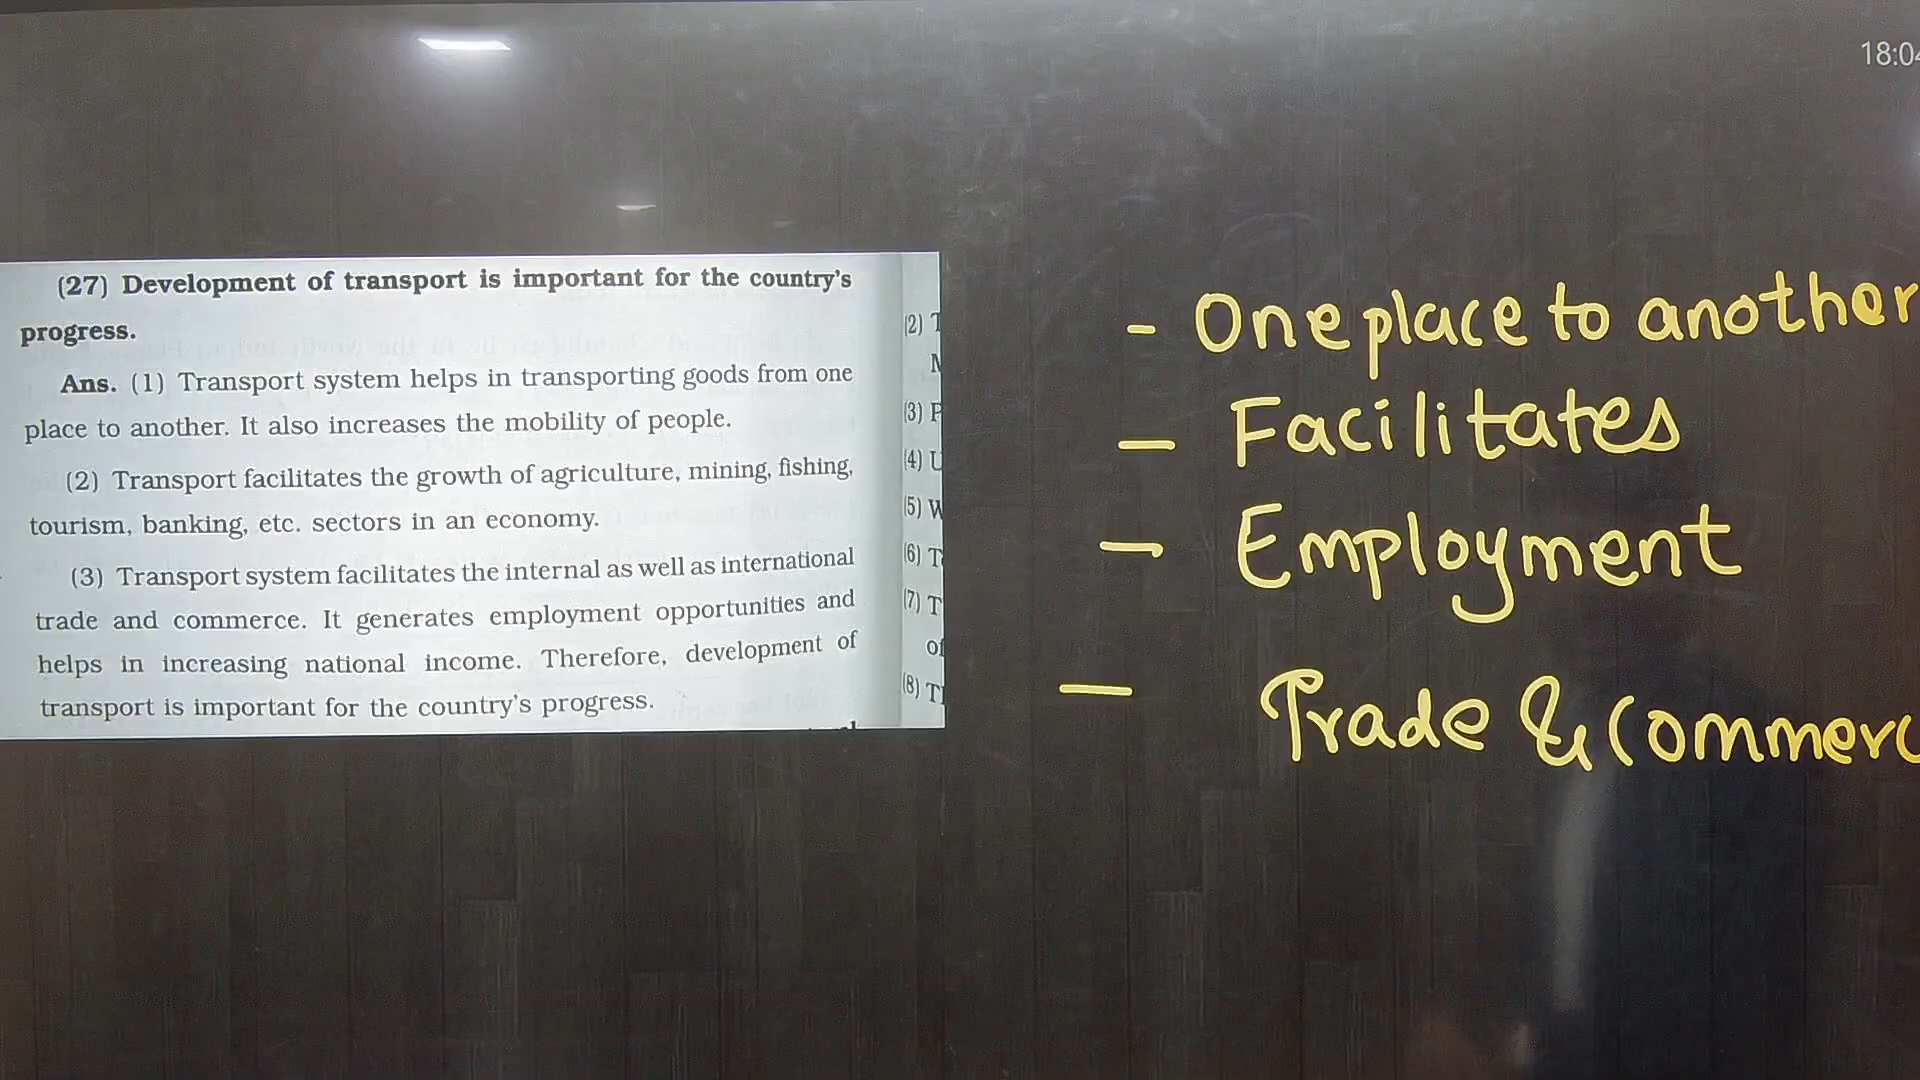 18:04
(27) Development of transport is important for the country's
progress.
Ans. (1) Transport system helps in transporting goods from one
place to another. It also increases the mobility of people.
(2) Transport facilitates the growth of agriculture, mining, fishing,
tourism, banking, etc. sectors in an economy.
(3) Transport system facilitates the internal as well as international
trade and commerce. It generates employment opportunities and
helps in increasing national income. Therefore, development of
transport is important for the country's progress.
(2) T
(3) P
(4) U
(5) W
(6) T
(7) T
of
(8) T
- One place to another
- Facilitates
- Employment
- Trade & Commerc